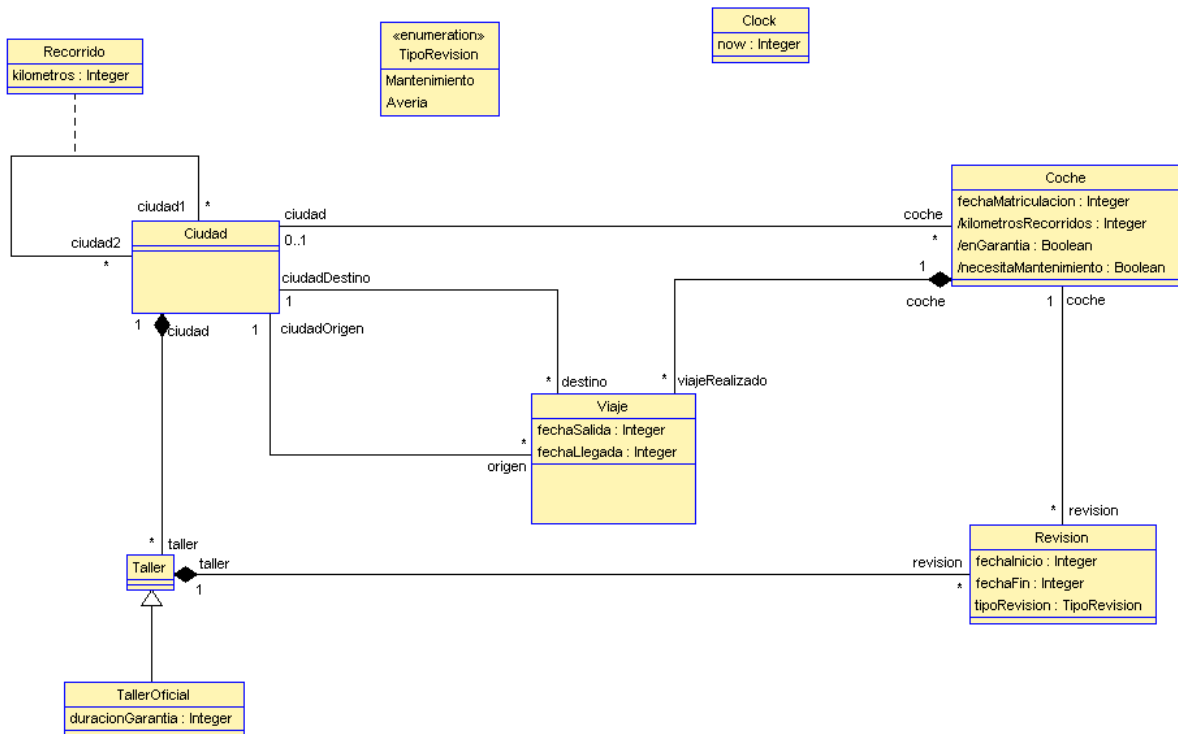 Clock
now : Integer
«enumeration»
TipoRevision
Mantenimiento
Averia
Recorrido
kilometros : Integer
Coche
fechaMatriculacion : Integer
/kilometrosRecorridos : Integer
/enGarantia : Boolean
/necesitaMantenimiento : Boolean
ciudad1
*
ciudad2
*
Ciudad
ciudad
0..1
coche
*
ciudadDestino
1
1
coche
1
coche
1
ciudad
1
ciudadOrigen
*
destino
*
viajeRealizado
Viaje
fechaSalida : Integer
fechaLlegada : Integer
*
origen
*
revision
Revision
fechaInicio : Integer
fechaFin : Integer
tipoRevision : TipoRevision
*
taller
Taller
taller
1
revision
*
TallerOficial
duracionGarantia : Integer